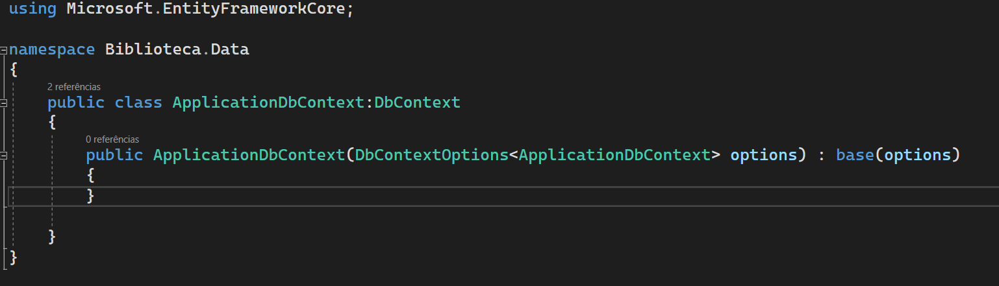 using Microsoft.EntityFrameworkCore;
namespace Biblioteca.Data
{
2 referências
public class ApplicationDbContext:DbContext
{
0 referências
public ApplicationDbContext(DbContextOptions<ApplicationDbContext> options) : base(options)
{
}
}
}